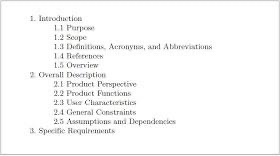 1. Introduction
1.1 Purpose
1.2 Scope
1.3 Definitions, Acronyms, and Abbreviations
1.4 References
1.5 Overview
2. Overall Description
2.1 Product Perspective
2.2 Product Functions
2.3 User Characteristics
2.4 General Constraints
2.5 Assumptions and Dependencies
3. Specific Requirements